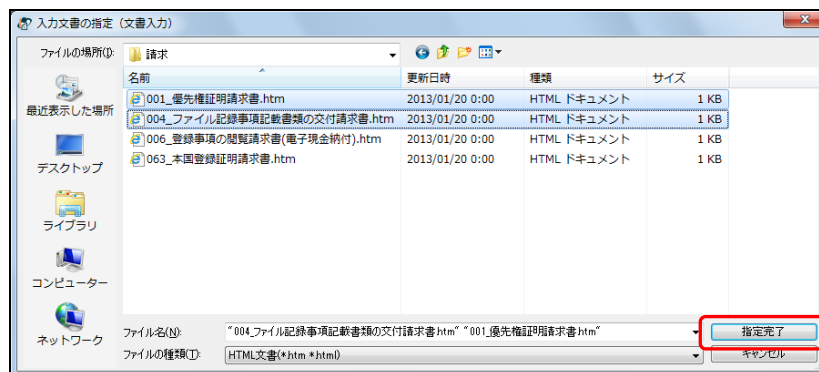 入力文書の指定（文書入力）
ファイルの場所(I): 請求
名前 更新日時 種類 サイズ
001_優先権証明請求書.htm 2013/01/20 0:00 HTML ドキュメント 1 KB
004_ファイル記録事項記載書類の交付請求書.htm 2013/01/20 0:00 HTML ドキュメント 1 KB
006_登録事項の閲覧請求書(電子現金納付).htm 2013/01/20 0:00 HTML ドキュメント 1 KB
063_本国登録証明請求書.htm 2013/01/20 0:00 HTML ドキュメント 1 KB
最近表示した場所
デスクトップ
ライブラリ
コンピューター
ネットワーク
ファイル名(N): "004_ファイル記録事項記載書類の交付請求書.htm" "001_優先権証明請求書.htm" 指定完了
ファイルの種類(T): HTML文書(*.htm *.html) キャンセル